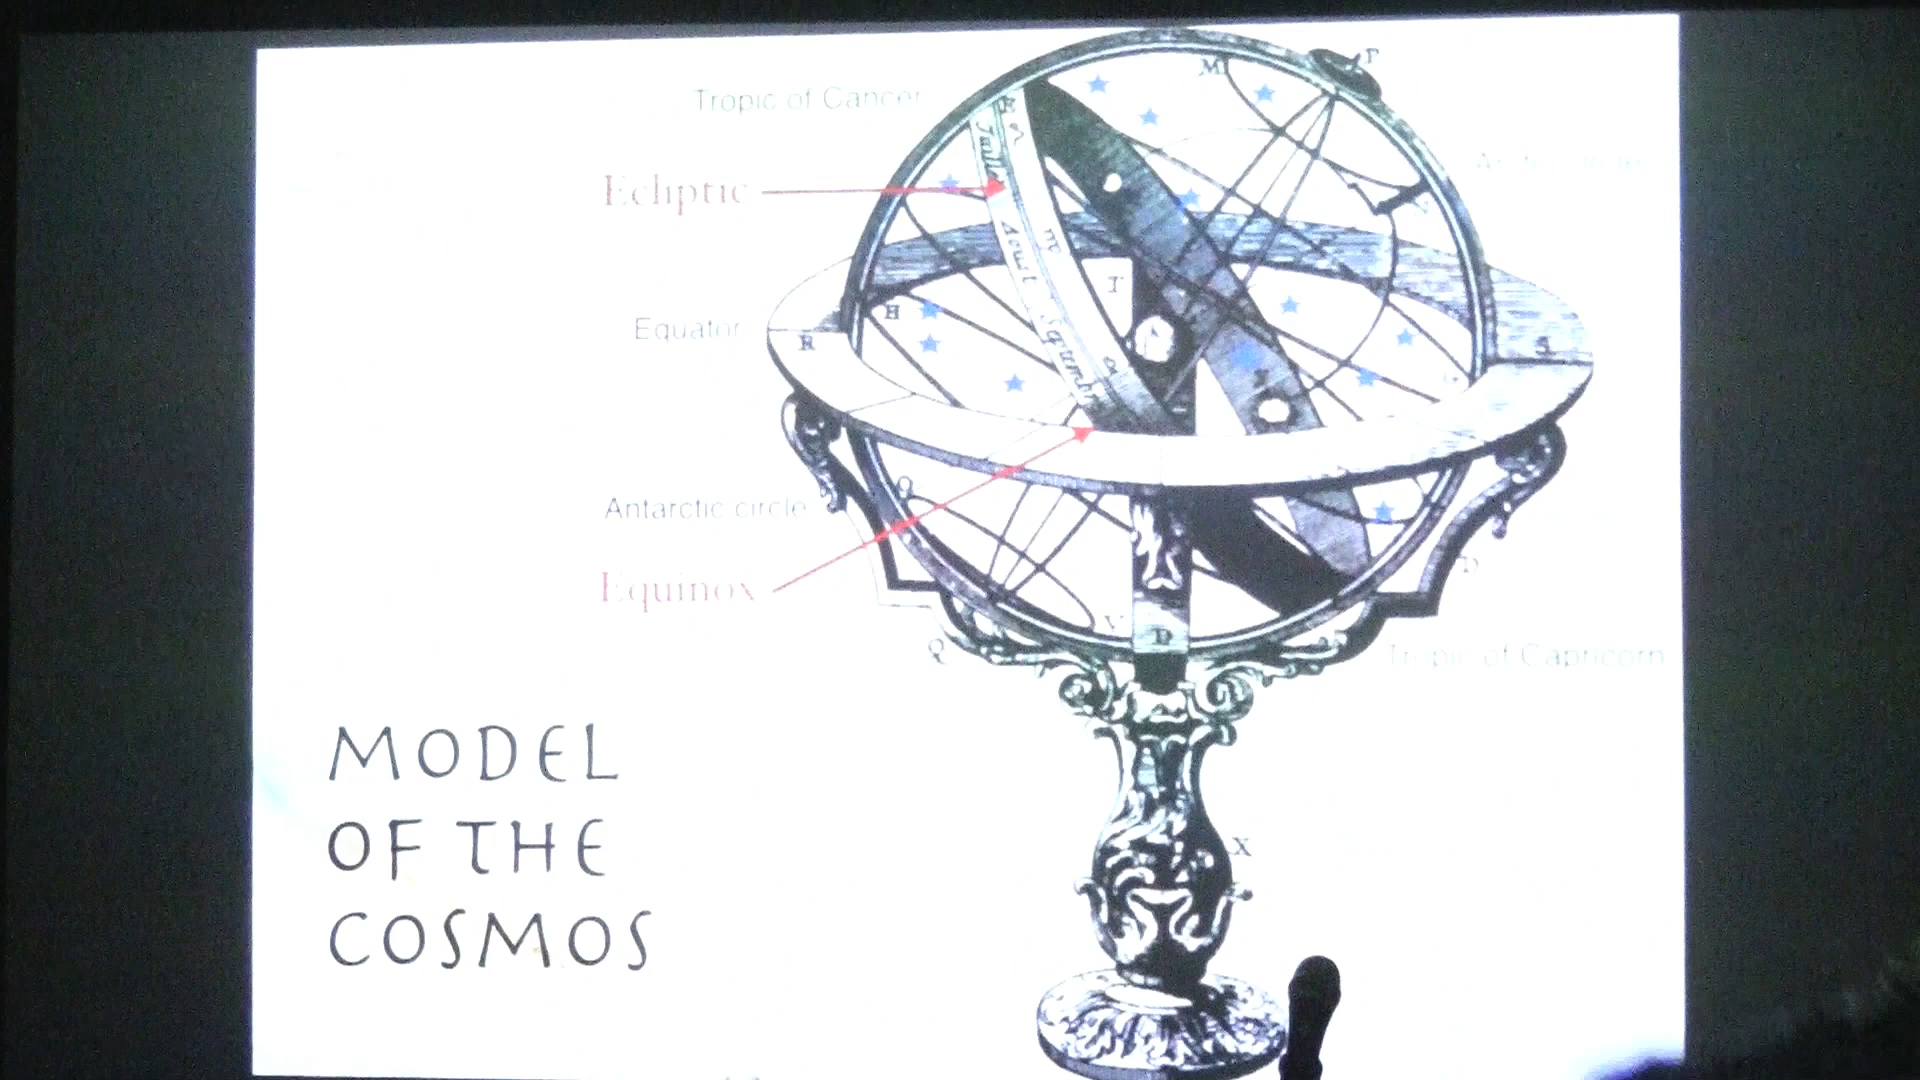 Tropic of Cancer
Ecliptic
Equator
Antarctic circle
Equinox
Tropic of Capricorn
M
P
E
T
H
R
S
Q
V
D
D
Q
X
MODEL
OF THE
COSMOS